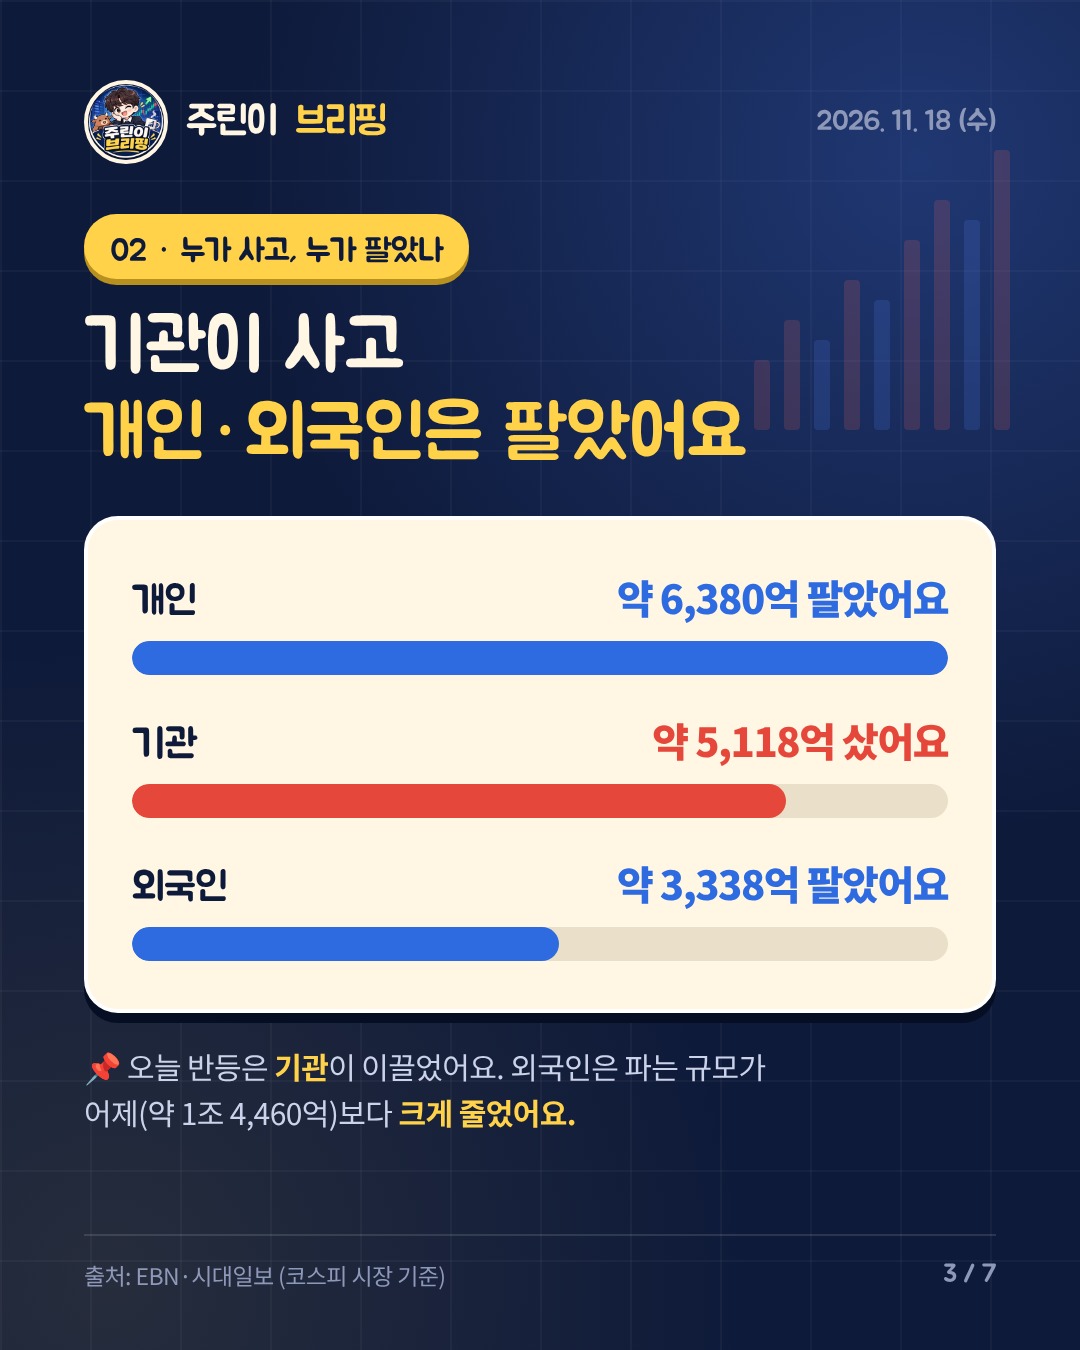 주린이 브리핑
주린이 브리핑
2026. 11. 18 (수)
02 · 누가 사고, 누가 팔았나
기관이 사고
개인·외국인은 팔았어요
개인 약 6,380억 팔았어요
기관 약 5,118억 샀어요
외국인 약 3,338억 팔았어요
📌 오늘 반등은 기관이 이끌었어요. 외국인은 파는 규모가
어제(약 1조 4,460억)보다 크게 줄었어요.
출처: EBN·시대일보 (코스피 시장 기준)
3 / 7